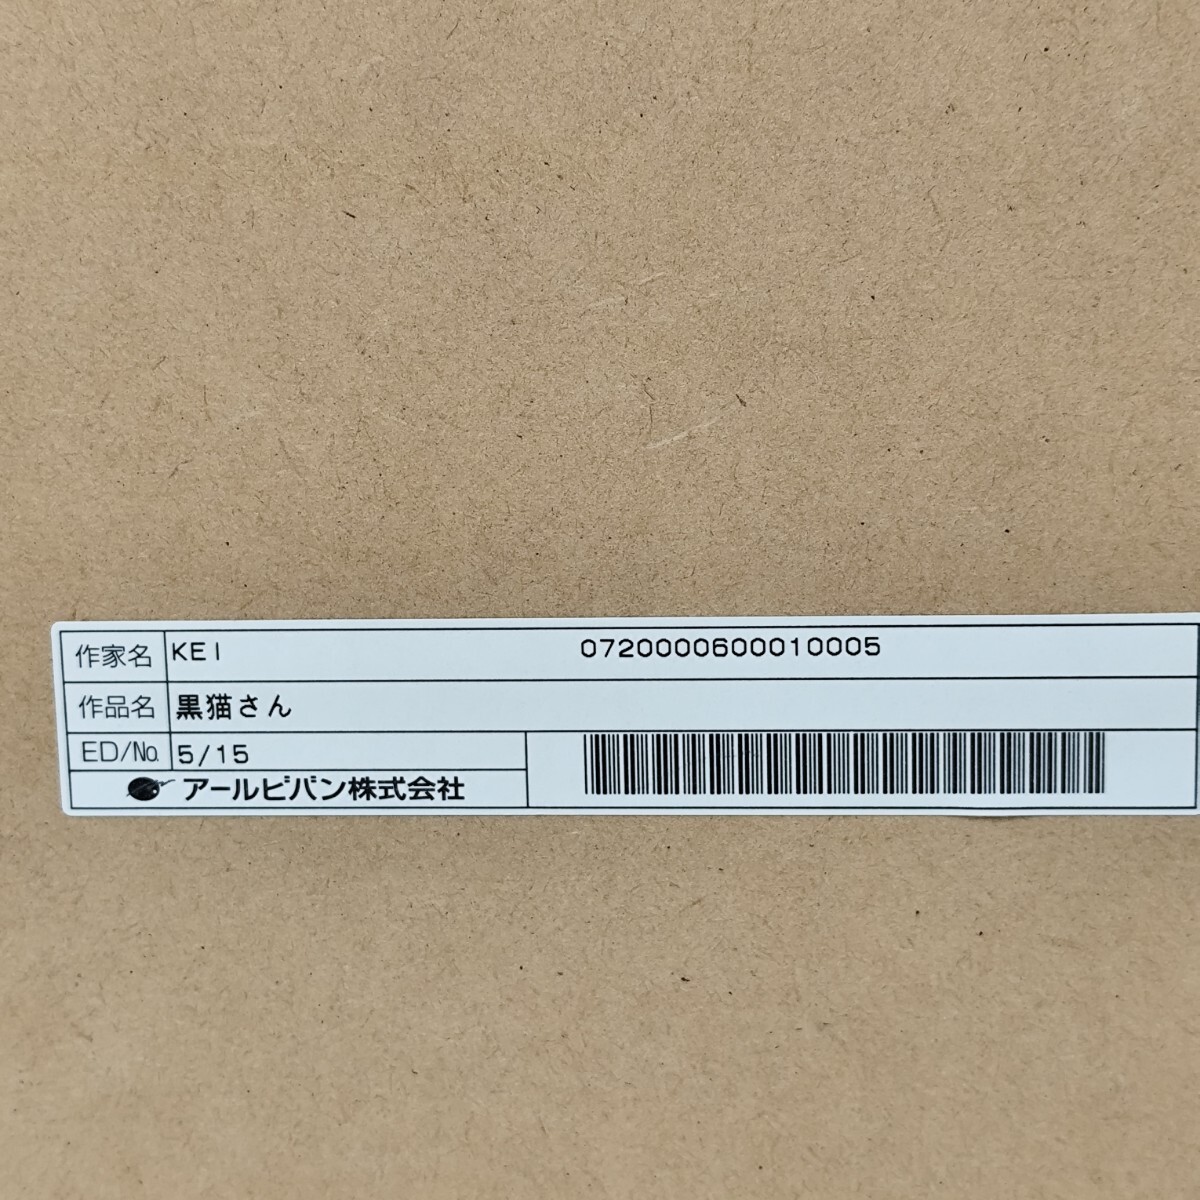 作家名 KEI 0720000600010005
作品名 黒猫さん
ED/No. 5/15
アールビバン株式会社